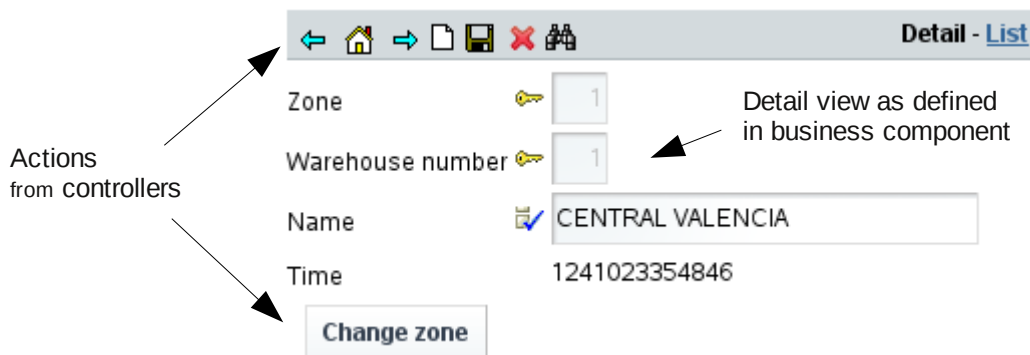 Detail - List
Zone 1
Detail view as defined
in business component
Warehouse number 1
Actions
from controllers
Name CENTRAL VALENCIA
Time 1241023354846
Change zone